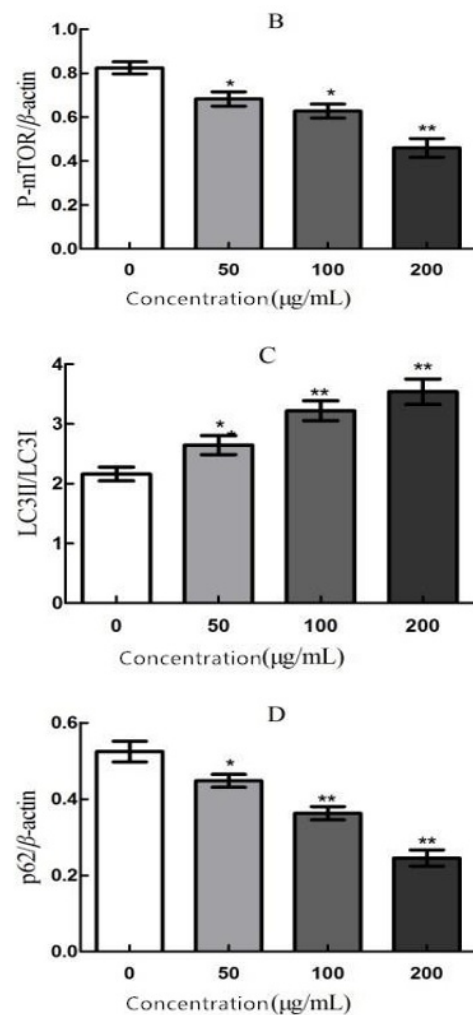 B
P-mTOR/β-actin
0.8
0.6
0.4
0.2
0.0
*
*
**
0 50 100 200
Concentration(μg/mL)
C
LC3II/LC3I
4
3
2
1
0
*
*
**
**
0 50 100 200
Concentration(μg/mL)
D
p62/β-actin
0.6
0.4
0.2
0.0
*
**
**
0 50 100 200
Concentration(μg/mL)